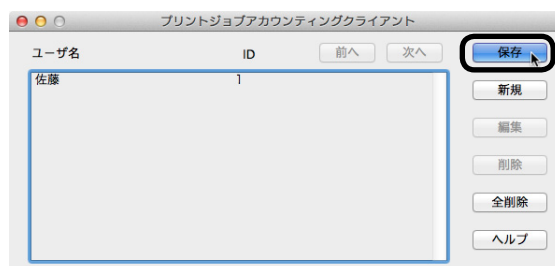 プリントジョブアカウンティングクライアント
ユーザ名 ID 前へ 次へ 保存
佐藤 1
新規
編集
削除
全削除
ヘルプ